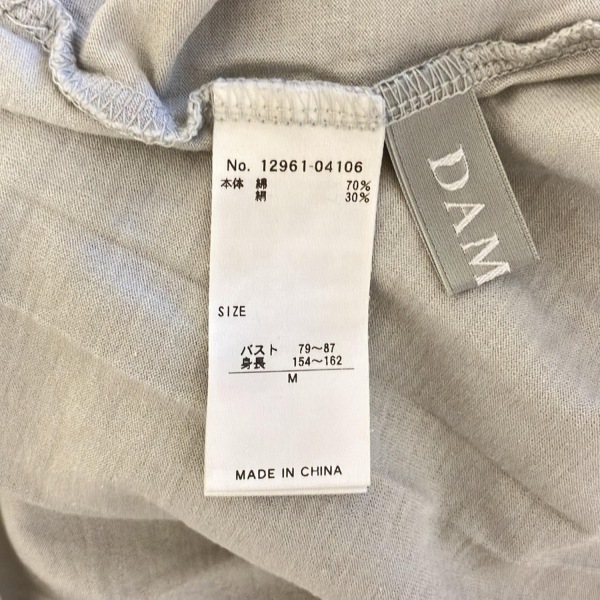 No. 12961-04106
本体 綿 70%
絹 30%
SIZE
バスト 79〜87
身長 154〜162
M
MADE IN CHINA
DAM